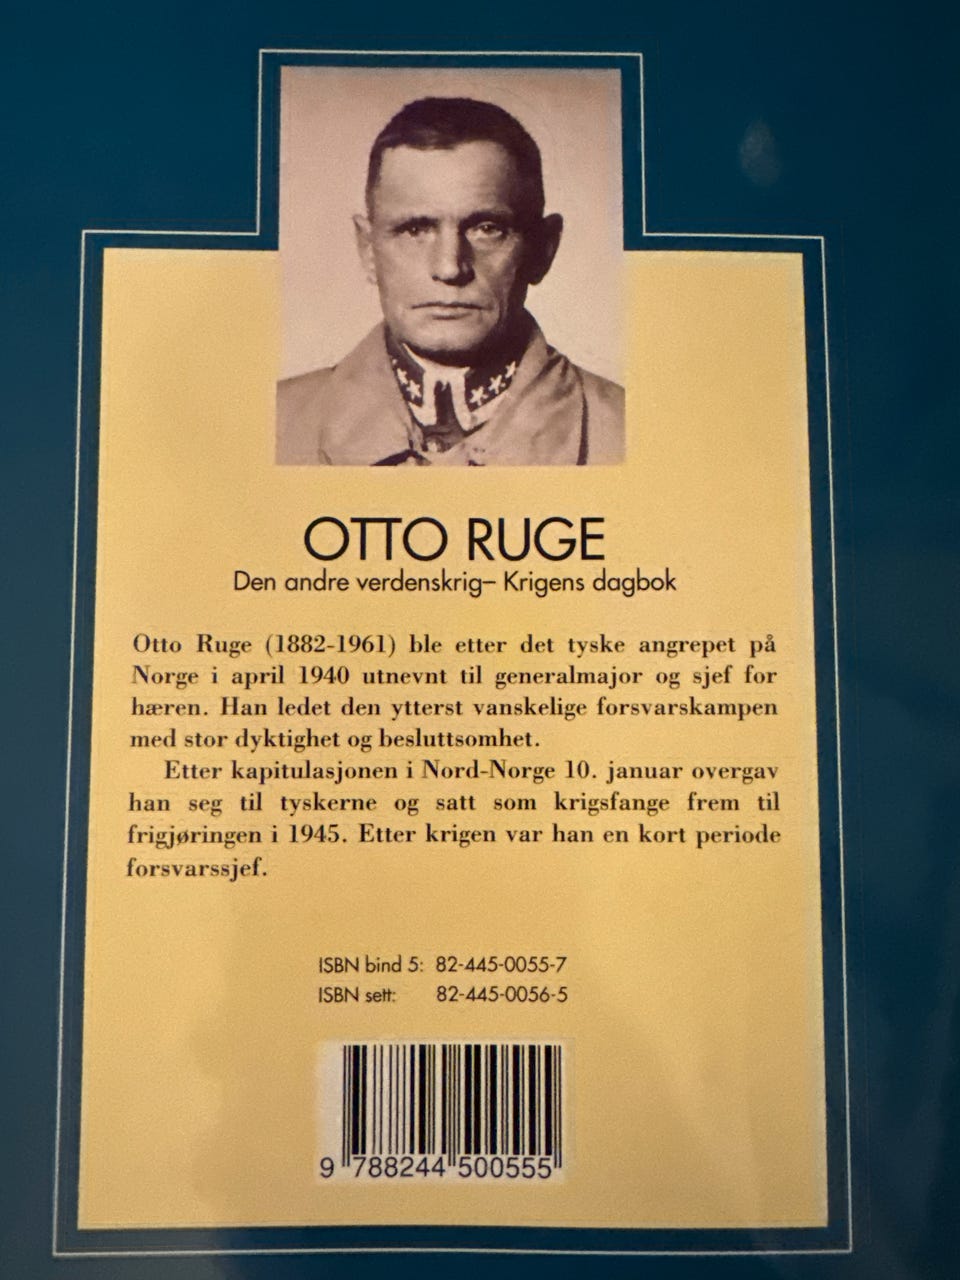 OTTO RUGE
Den andre verdenskrig– Krigens dagbok
Otto Ruge (1882-1961) ble etter det tyske angrepet på
Norge i april 1940 utnevnt til generalmajor og sjef for
hæren. Han ledet den ytterst vanskelige forsvarskampen
med stor dyktighet og besluttsomhet.
Etter kapitulasjonen i Nord-Norge 10. januar overgav
han seg til tyskerne og satt som krigsfange frem til
frigjøringen i 1945. Etter krigen var han en kort periode
forsvarssjef.
ISBN bind 5: 82-445-0055-7
ISBN sett: 82-445-0056-5
9 788244 500555